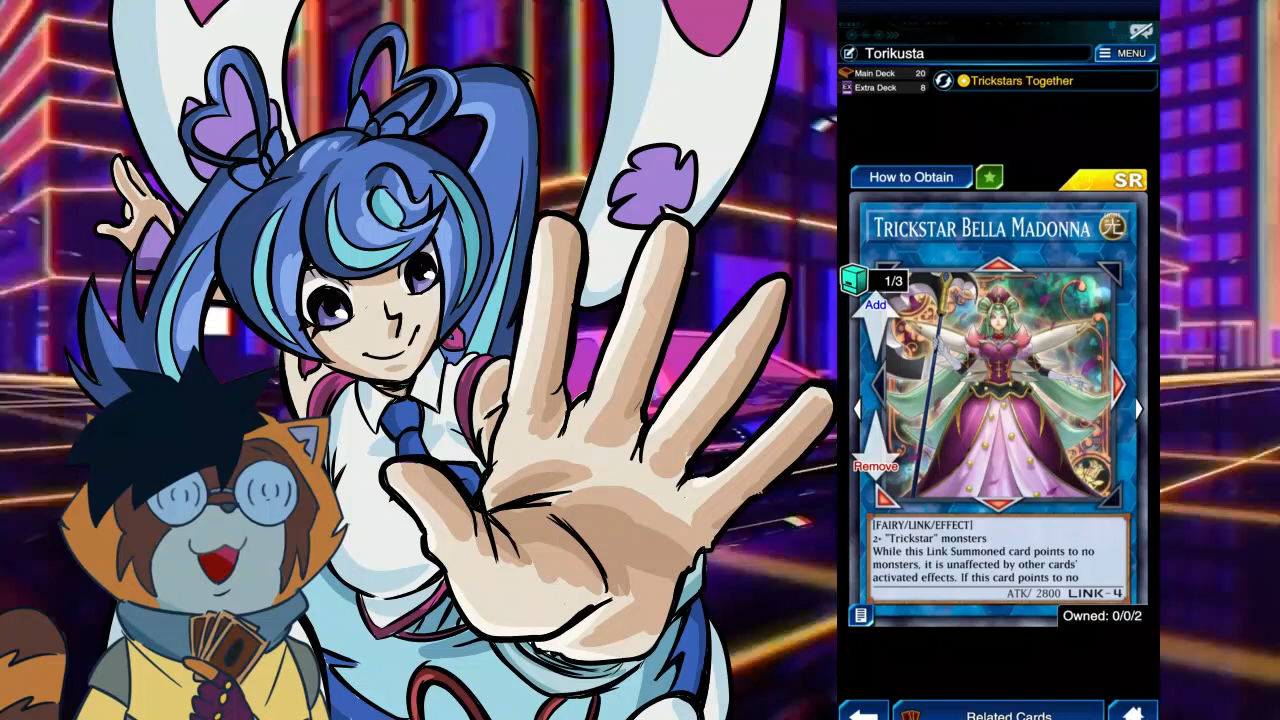 Torikusta
MENU
Main Deck 20
Extra Deck 8
EX
Trickstars Together
How to Obtain
SR
TRICKSTAR BELLA MADONNA
光
1/3
Add
Remove
[FAIRY/LINK/EFFECT]
2+ "Trickstar" monsters
While this Link Summoned card points to no
monsters, it is unaffected by other cards'
activated effects. If this card points to no
ATK/ 2800 LINK-4
Owned: 0/0/2
Related Cards